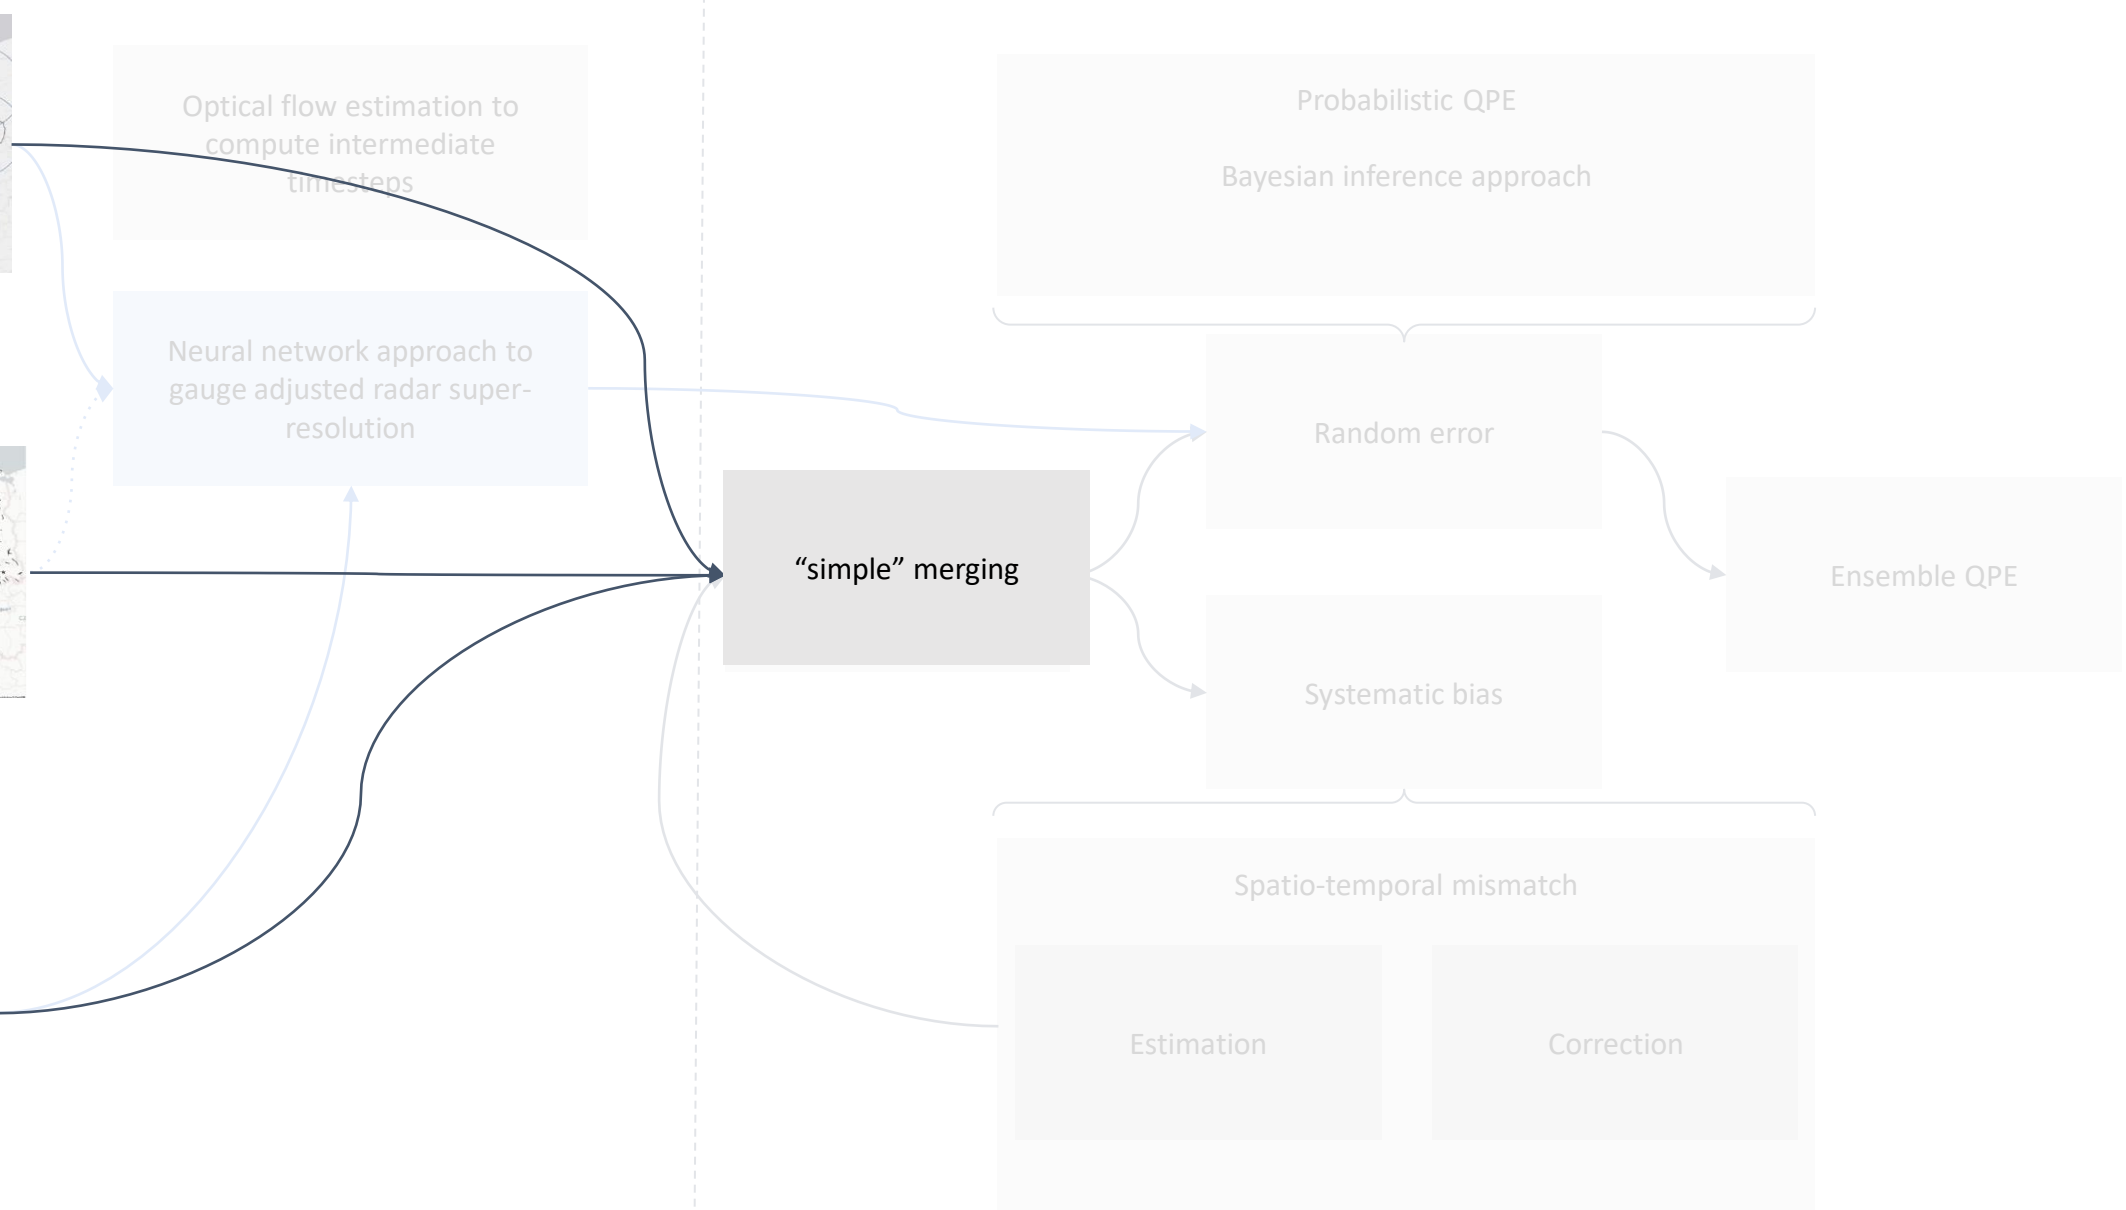 Optical flow estimation to
compute intermediate
timesteps
Neural network approach to
gauge adjusted radar super-
resolution
“simple” merging
Probabilistic QPE
Bayesian inference approach
Random error
Ensemble QPE
Systematic bias
Spatio-temporal mismatch
Estimation
Correction